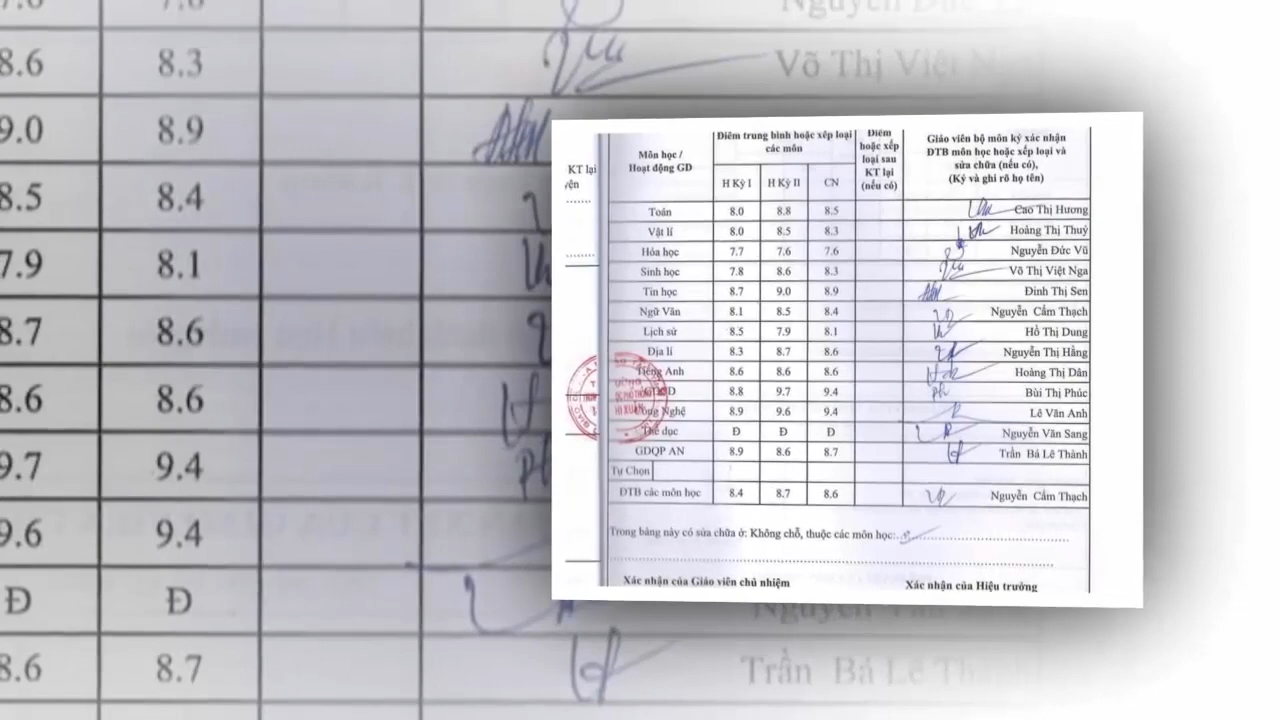 8.6 8.3 Võ Thị Việt N
9.0 8.9
8.5 8.4
7.9 8.1
8.7 8.6
8.6 8.6
9.7 9.4
9.6 9.4
Đ Đ
8.6 8.7 Trần Bá Lê Thành
KT lại
Môn học /
Hoạt động GD
Điểm trung bình hoặc xếp loại
các môn
H Kỳ I H Kỳ II CN
Điểm
hoặc xếp
loại sau
KT lại
(nếu có)
Giáo viên bộ môn ký xác nhận
ĐTB môn học hoặc xếp loại và
sửa chữa (nếu có),
(Ký và ghi rõ họ tên)
Toán 8.0 8.8 8.5 Cao Thị Hương
Vật lí 8.0 8.5 8.3 Hoàng Thị Thuỷ
Hóa học 7.7 7.6 7.6 Nguyễn Đức Vũ
Sinh học 7.8 8.6 8.3 Võ Thị Việt Nga
Tin học 8.7 9.0 8.9 Đinh Thị Sen
Ngữ Văn 8.1 8.5 8.4 Nguyễn Cẩm Thạch
Lịch sử 8.5 7.9 8.1 Hồ Thị Dung
Địa lí 8.3 8.7 8.6 Nguyễn Thị Hằng
Tiếng Anh 8.6 8.6 8.6 Hoàng Thị Dân
8.8 9.7 9.4 Bùi Thị Phúc
Công Nghệ 8.9 9.6 9.4 Lê Văn Anh
Thể dục Đ Đ Đ Nguyễn Văn Sang
GDQP AN 8.9 8.6 8.7 Trần Bá Lê Thành
Tự Chọn
ĐTB các môn học 8.4 8.7 8.6 Nguyễn Cẩm Thạch
Trong bảng này có sửa chữa ở: Không chỗ, thuộc các môn học:
Xác nhận của Giáo viên chủ nhiệm Xác nhận của Hiệu trưởng